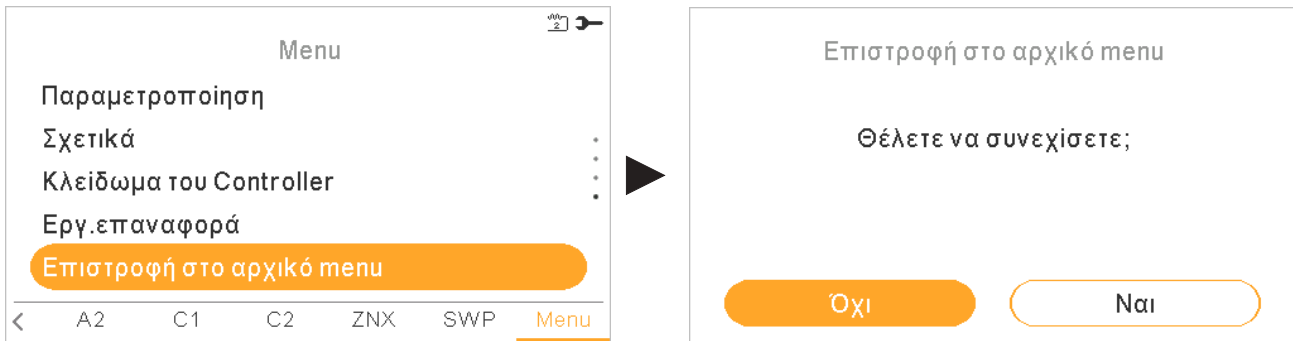 2
Menu
Παραμετροποίηση
Σχετικά
Κλείδωμα του Controller
Εργ.επαναφορά
Επιστροφή στο αρχικό menu
< A2 C1 C2 ZNX SWP Menu
Επιστροφή στο αρχικό menu
Θέλετε να συνεχίσετε;
Όχι Ναι